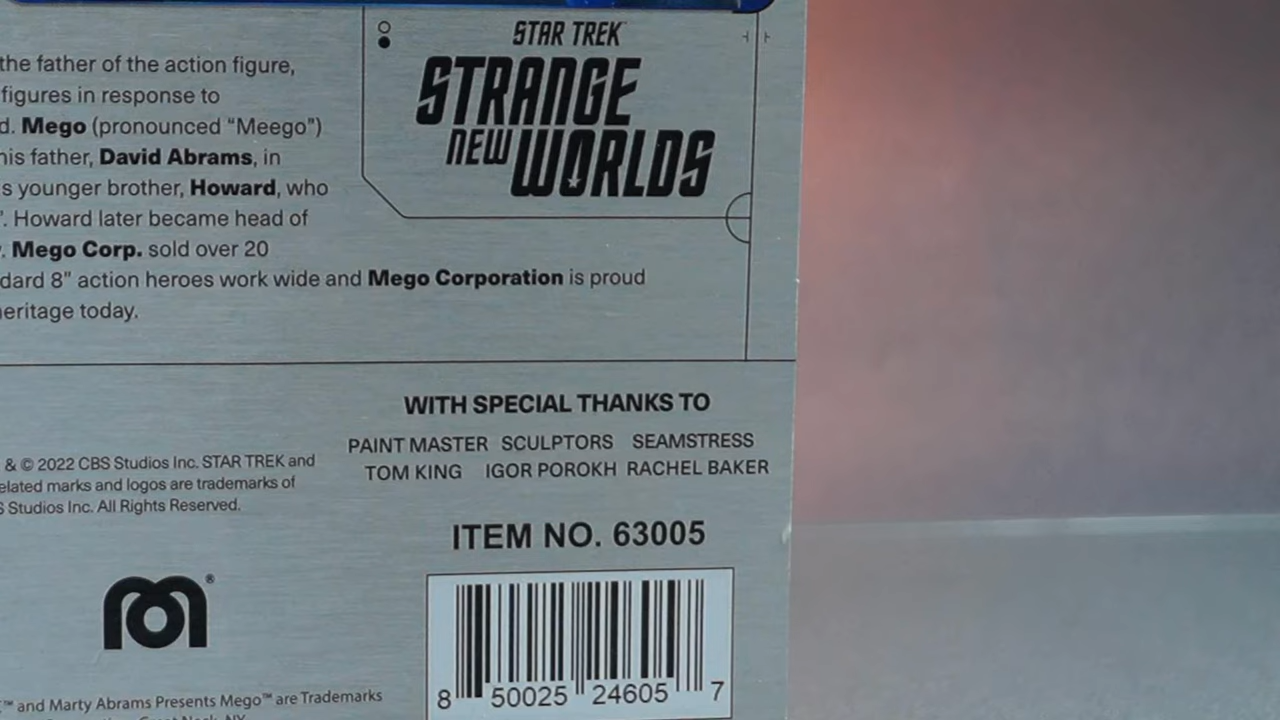 the father of the action figure,
figures in response to
d. Mego (pronounced “Meego”)
his father, David Abrams, in
s younger brother, Howard, who
”. Howard later became head of
. Mego Corp. sold over 20
dard 8" action heroes work wide and Mego Corporation is proud
eritage today.
STAR TREK
STRANGE
NEW WORLDS
WITH SPECIAL THANKS TO
PAINT MASTER SCULPTORS SEAMSTRESS
TOM KING IGOR POROKH RACHEL BAKER
& © 2022 CBS Studios Inc. STAR TREK and
elated marks and logos are trademarks of
S Studios Inc. All Rights Reserved.
ITEM NO. 63005
8 50025 24605 7
™ and Marty Abrams Presents Mego™ are Trademarks